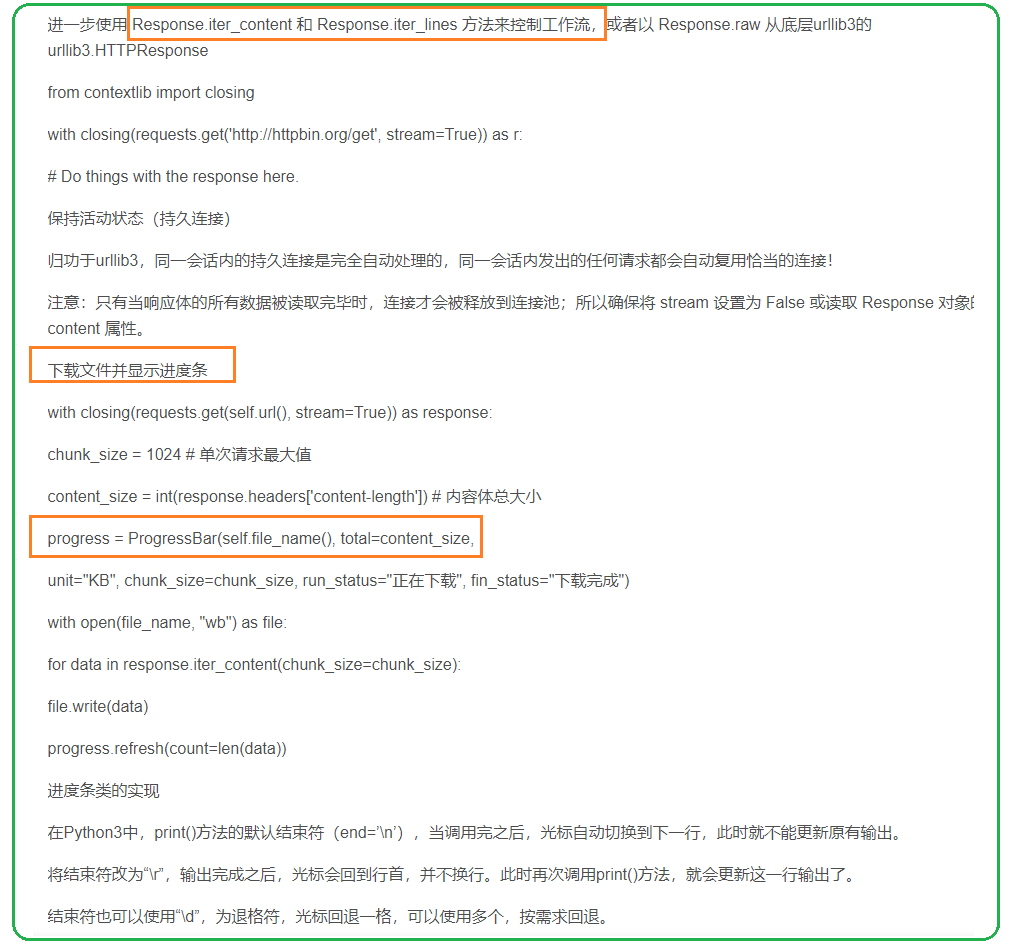 进一步使用 Response.iter_content 和 Response.iter_lines 方法来控制工作流，或者以 Response.raw 从底层urllib3的
urllib3.HTTPResponse
from contextlib import closing
with closing(requests.get('http://httpbin.org/get', stream=True)) as r:
# Do things with the response here.
保持活动状态（持久连接）
归功于urllib3，同一会话内的持久连接是完全自动处理的，同一会话内发出的任何请求都会自动复用恰当的连接！
注意：只有当响应体的所有数据被读取完毕时，连接才会被释放到连接池；所以确保将 stream 设置为 False 或读取 Response 对象的
content 属性。
下载文件并显示进度条
with closing(requests.get(self.url(), stream=True)) as response:
chunk_size = 1024 # 单次请求最大值
content_size = int(response.headers['content-length']) # 内容体总大小
progress = ProgressBar(self.file_name(), total=content_size,
unit="KB", chunk_size=chunk_size, run_status="正在下载", fin_status="下载完成")
with open(file_name, "wb") as file:
for data in response.iter_content(chunk_size=chunk_size):
file.write(data)
progress.refresh(count=len(data))
进度条类的实现
在Python3中，print()方法的默认结束符（end=’\n’），当调用完之后，光标自动切换到下一行，此时就不能更新原有输出。
将结束符改为“\r”，输出完成之后，光标会回到行首，并不换行。此时再次调用print()方法，就会更新这一行输出了。
结束符也可以使用“\d”，为退格符，光标回退一格，可以使用多个，按需求回退。